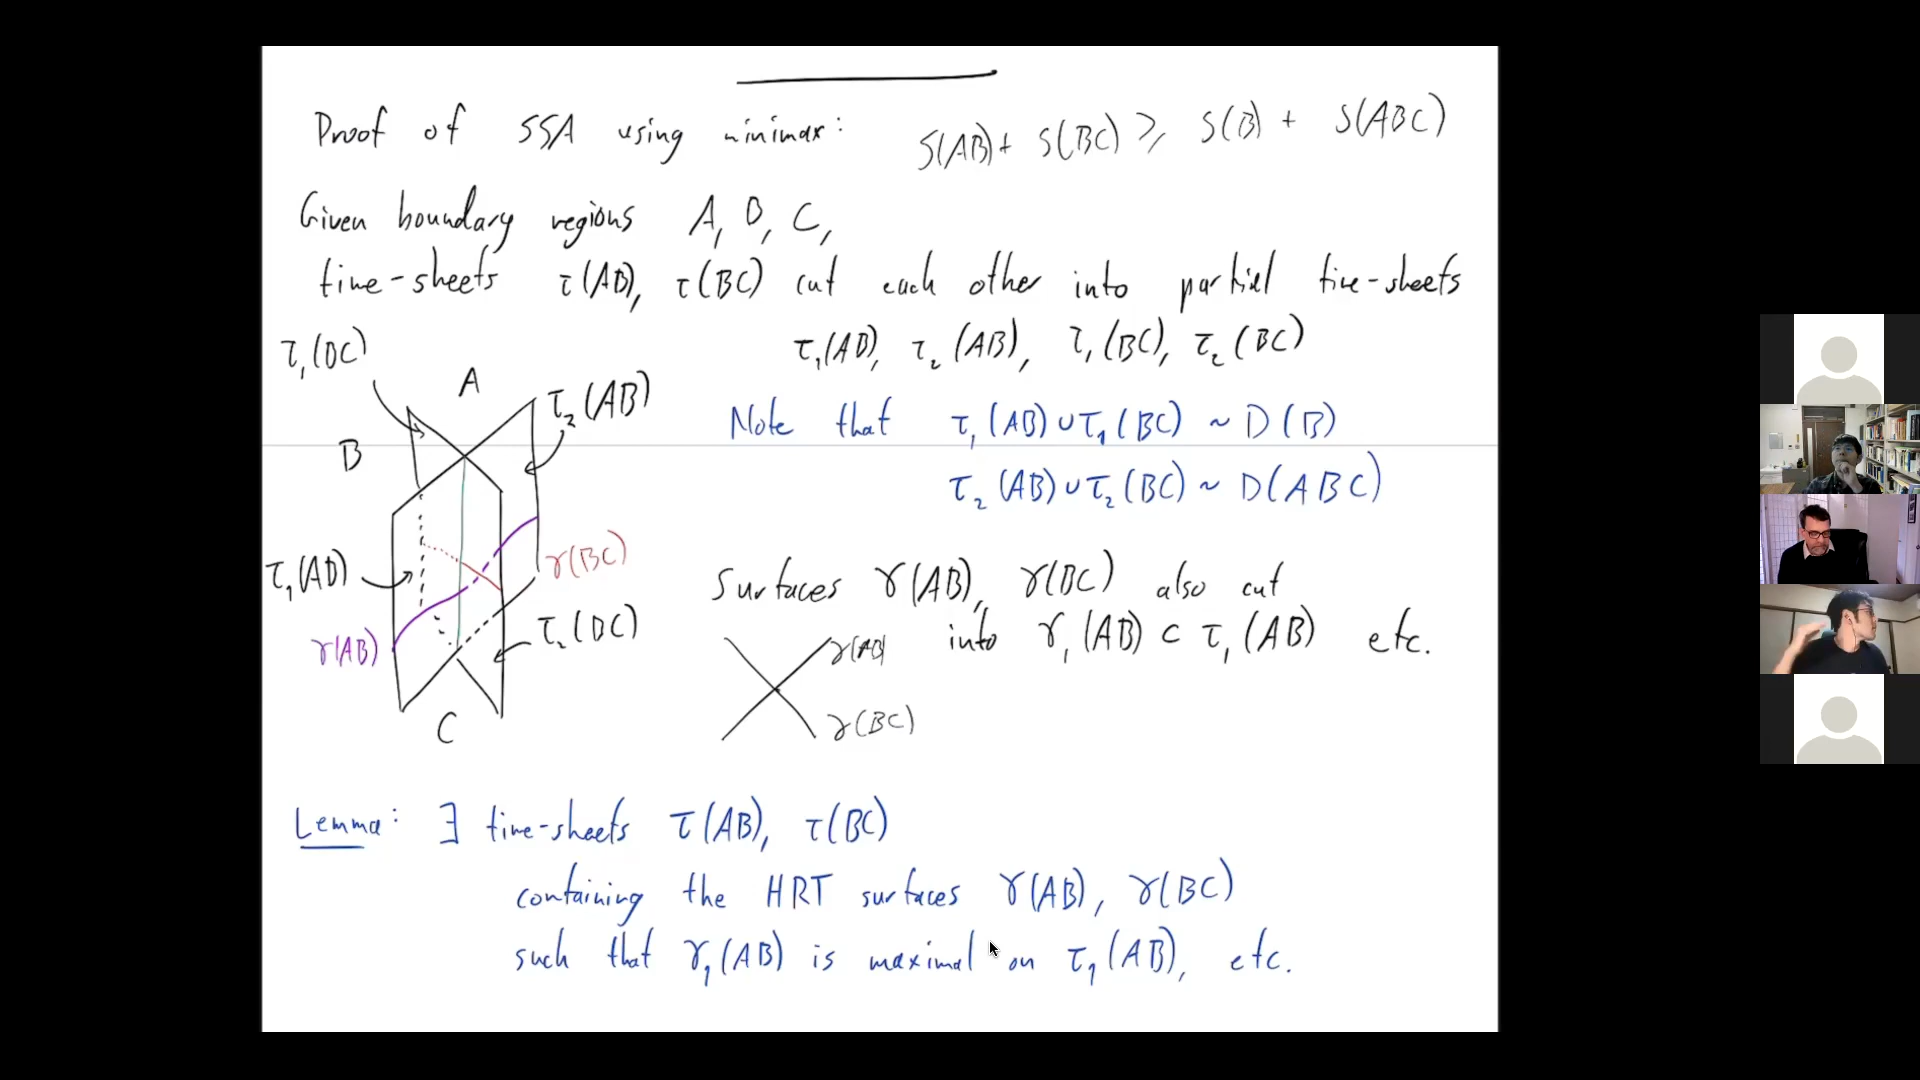 Proof of SSA using minimax: S(AB)+ S(BC) ≥ S(B) + S(ABC)
Given boundary regions A, B, C,
time-sheets τ(AB), τ(BC) cut each other into partial time-sheets
τ₁(AB), τ₂(AB), τ₁(BC), τ₂(BC)
τ₁(BC)
A
τ₂(AB)
B
Note that τ₁(AB) ∪ τ₁(BC) ~ D(B)
τ₂(AB) ∪ τ₂(BC) ~ D(ABC)
τ₁(AB)
γ(BC)
γ(AB)
τ₂(BC)
C
Surfaces γ(AB), γ(BC) also cut
into γ₁(AB) ⊂ τ₁(AB) etc.
γ(AB)
γ(BC)
Lemma: ∃ time-sheets τ(AB), τ(BC)
containing the HRT surfaces γ(AB), γ(BC)
such that γ₁(AB) is maximal on τ₁(AB), etc.